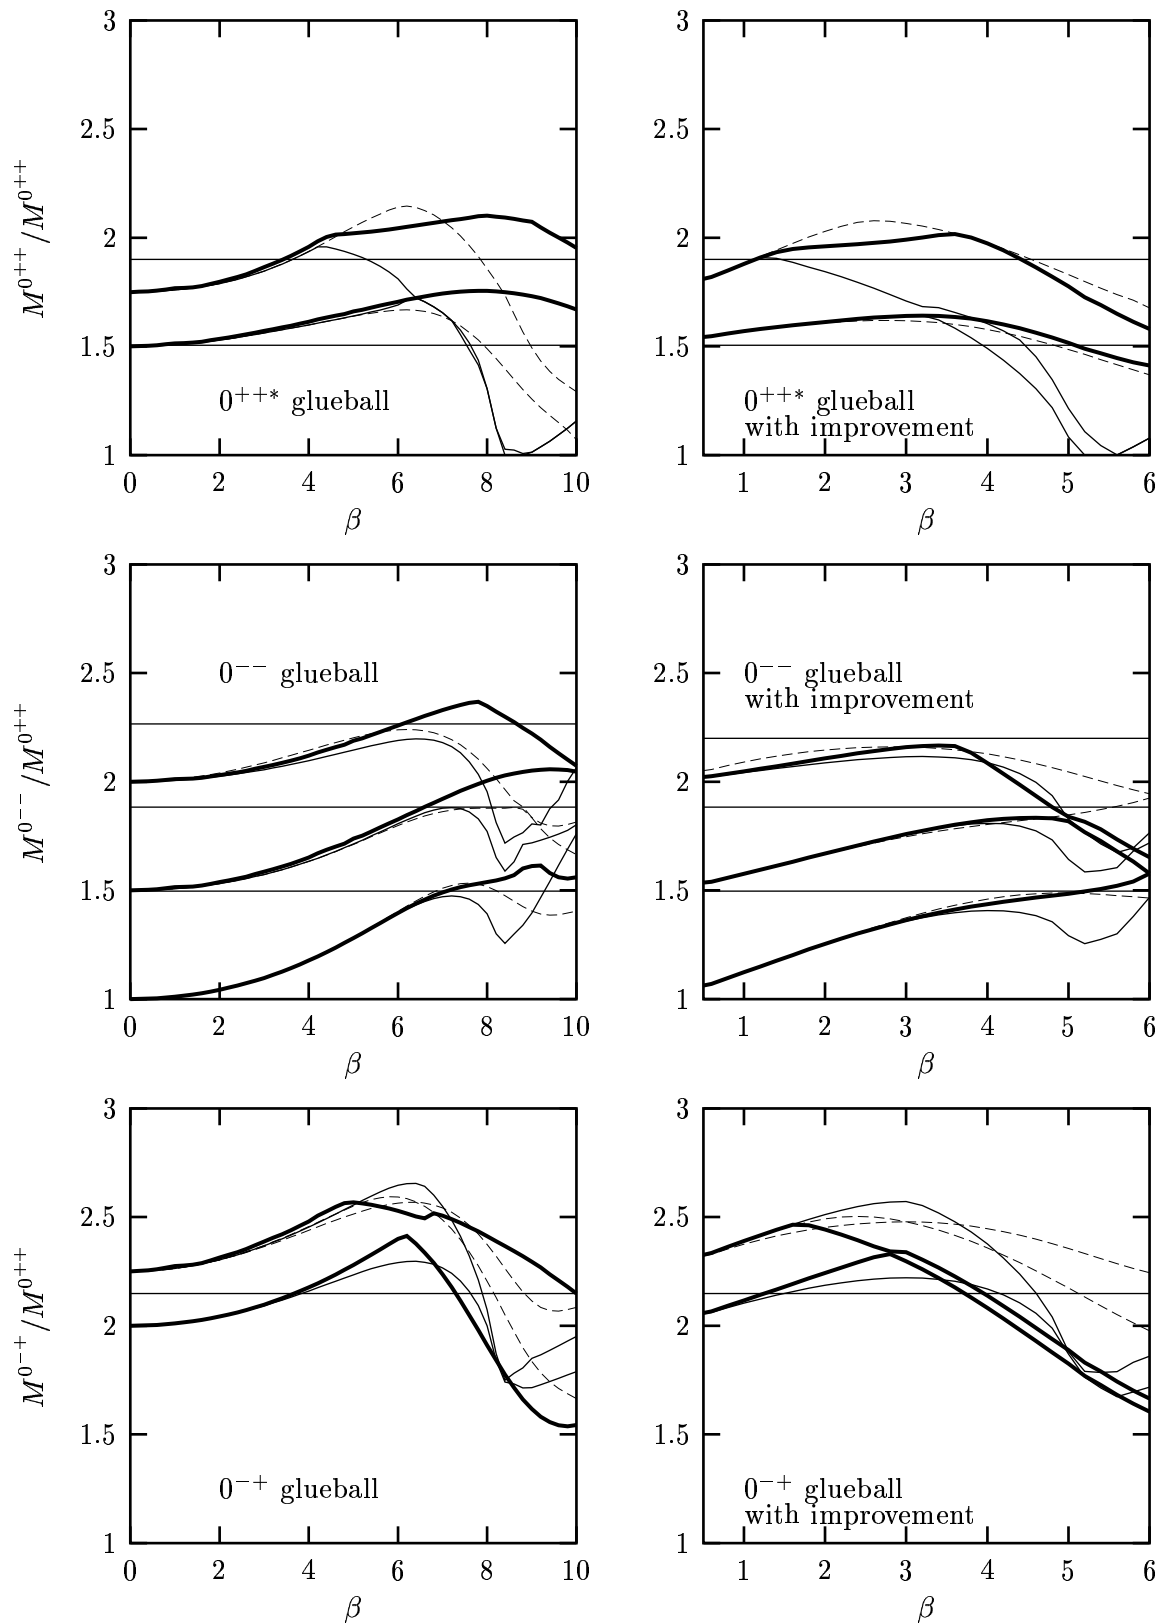 3
2.5
2
1.5
1
0 2 4 6 8 10
β
M^{0^{++}}/M^{0^{++}}
0^{++*} glueball
3
2.5
2
1.5
1
1 2 3 4 5 6
β
0^{++*} glueball
with improvement
3
2.5
2
1.5
1
0 2 4 6 8 10
β
M^{0^{--}}/M^{0^{++}}
0^{--} glueball
3
2.5
2
1.5
1
1 2 3 4 5 6
β
0^{--} glueball
with improvement
3
2.5
2
1.5
1
0 2 4 6 8 10
β
M^{0^{-+}}/M^{0^{++}}
0^{-+} glueball
3
2.5
2
1.5
1
1 2 3 4 5 6
β
0^{-+} glueball
with improvement